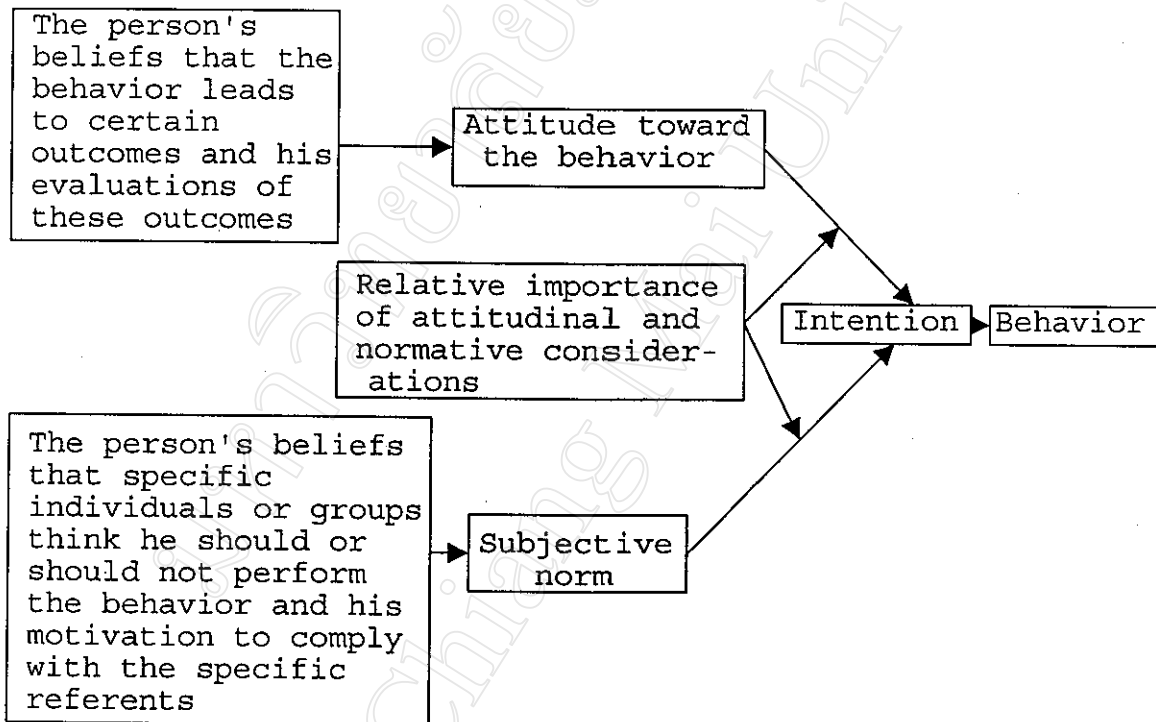 The person's
beliefs that the
behavior leads
to certain
outcomes and his
evaluations of
these outcomes
Attitude toward
the behavior
Relative importance
of attitudinal and
normative consider-
ations
Intention
Behavior
The person's beliefs
that specific
individuals or groups
think he should or
should not perform
the behavior and his
motivation to comply
with the specific
referents
Subjective
norm
Chiang Mai Uni